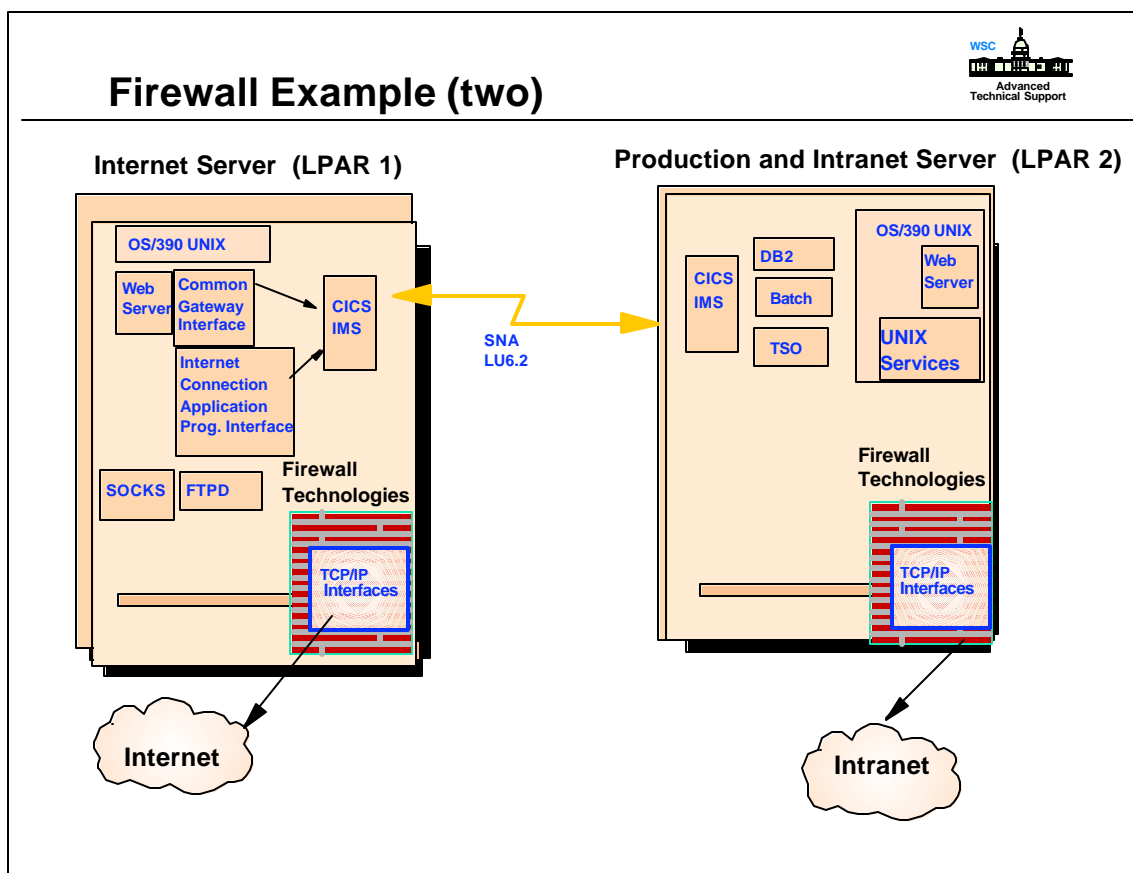 WSC
Advanced
Technical Support
Firewall Example (two)
Internet Server (LPAR 1)
OS/390 UNIX
Web
Server
Common
Gateway
Interface
CICS
IMS
Internet
Connection
Application
Prog. Interface
SOCKS
FTPD
Firewall
Technologies
TCP/IP
Interfaces
Internet
SNA
LU6.2
Production and Intranet Server (LPAR 2)
CICS
IMS
DB2
Batch
TSO
OS/390 UNIX
Web
Server
UNIX
Services
Firewall
Technologies
TCP/IP
Interfaces
Intranet